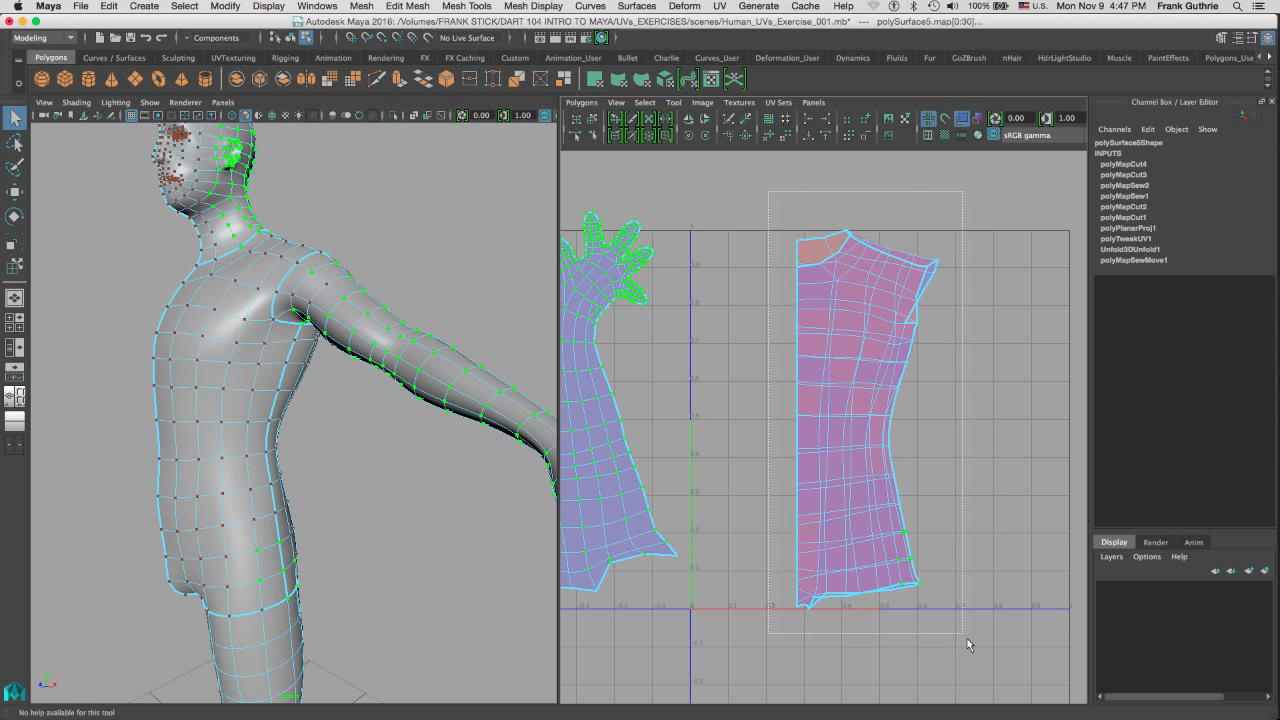 Maya File Edit Create Select Modify Display Windows Mesh Edit Mesh Mesh Tools Curves Surfaces Deform UV Generate Cache Help 100% U.S. Mon Nov 9 4:47 PM Frank Guthrie
Autodesk Maya 2016: /Volumes/FRANK STICK/DART 104 INTRO TO MAYA/UVs_EXERCISES/scenes/Human_UVs_Exercise_001.mb* --- polySurface5.map[0:30]...
Modeling Components No Live Surface
Polygons Curves / Surfaces Sculpting UVTexturing Rigging Animation Rendering FX FX Caching Custom Animation_User Bullet Charlie Curves_User Deformation_User Dynamics Fluids Fur GoZBrush nHair HdrLightStudio Muscle PaintEffects Polygons_Use
View Shading Lighting Show Renderer Panels
0.00 1.00
Polygons View Select Tool Image Textures UV Sets Panels
0.00 1.00
sRGB gamma
Channel Box / Layer Editor
Channels Edit Object Show
polySurface5Shape
INPUTS
polyMapCut4
polyMapCut3
polyMapSew2
polyMapSew1
polyMapCut2
polyMapCut1
polyPlanarProj1
polyTweakUV1
Unfold3DUnfold1
polyMapSewMove1
Display Render Anim
Layers Options Help
No help available for this tool